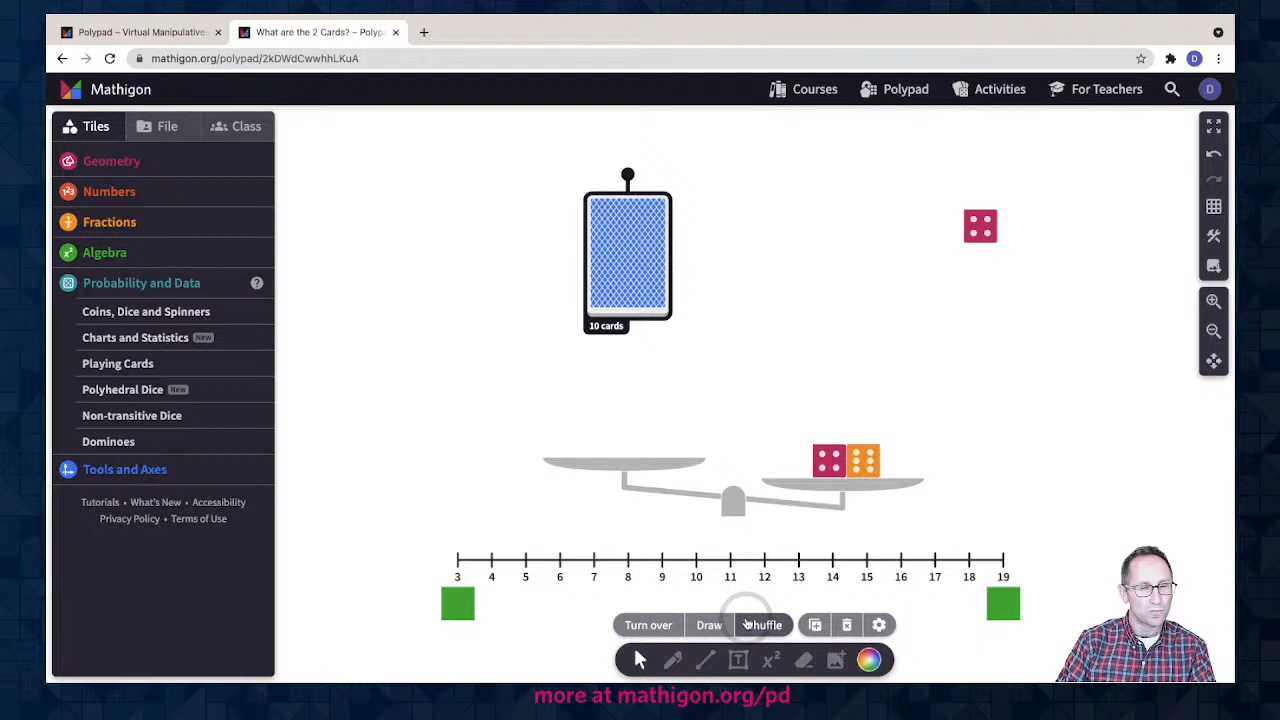 Polypad – Virtual Manipulatives
What are the 2 Cards? – Polypa
mathigon.org/polypad/2kDWdCwwhhLKuA
D
Mathigon
Courses
Polypad
Activities
For Teachers
D
Tiles
File
Class
Geometry
Numbers
Fractions
Algebra
Probability and Data ?
Coins, Dice and Spinners
Charts and Statistics New
Playing Cards
Polyhedral Dice New
Non-transitive Dice
Dominoes
Tools and Axes
Tutorials • What's New • Accessibility
Privacy Policy • Terms of Use
10 cards
3 4 5 6 7 8 9 10 11 12 13 14 15 16 17 18 19
Turn over Draw Shuffle
T x²
more at mathigon.org/pd